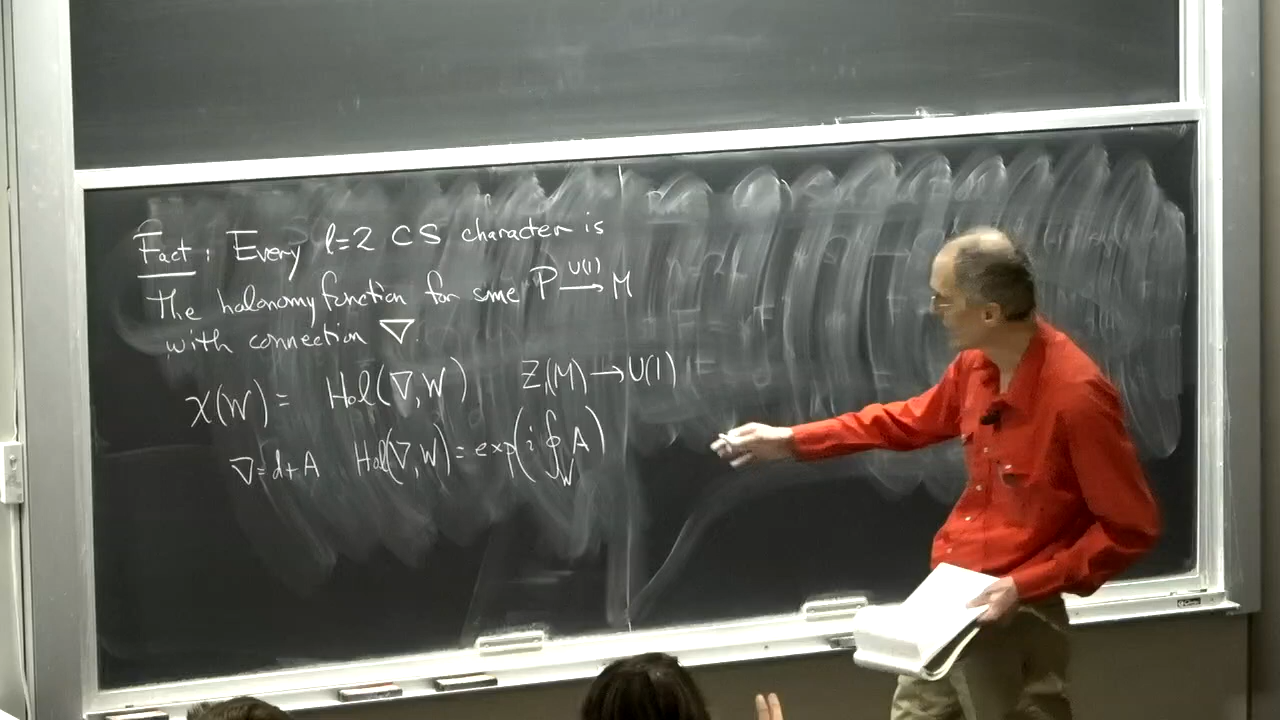 Fact: Every l=2 CS character is
The holonomy function for some P U(1)→ M
with connection ∇.
χ(W) = Hol(∇,W) Z₁(M)→U(1)
∇=d+A Hol(∇,W)=exp(i∮_W A)